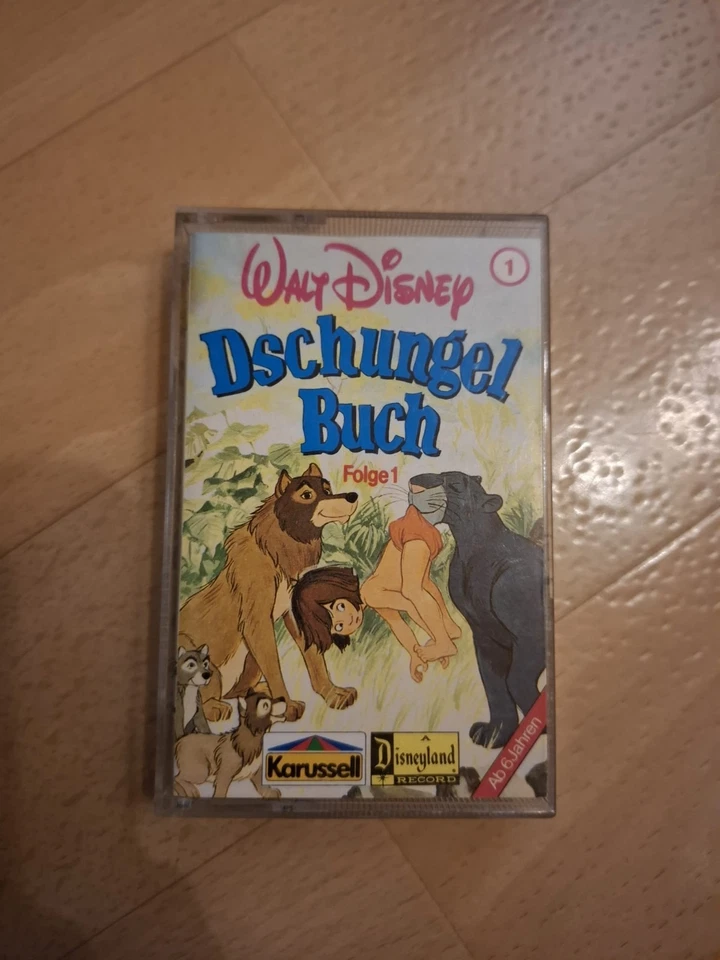 WALT DISNEY
1
Dschungel
Buch
Folge 1
Karussell
A
Disneyland
RECORD
Ab 6 Jahren